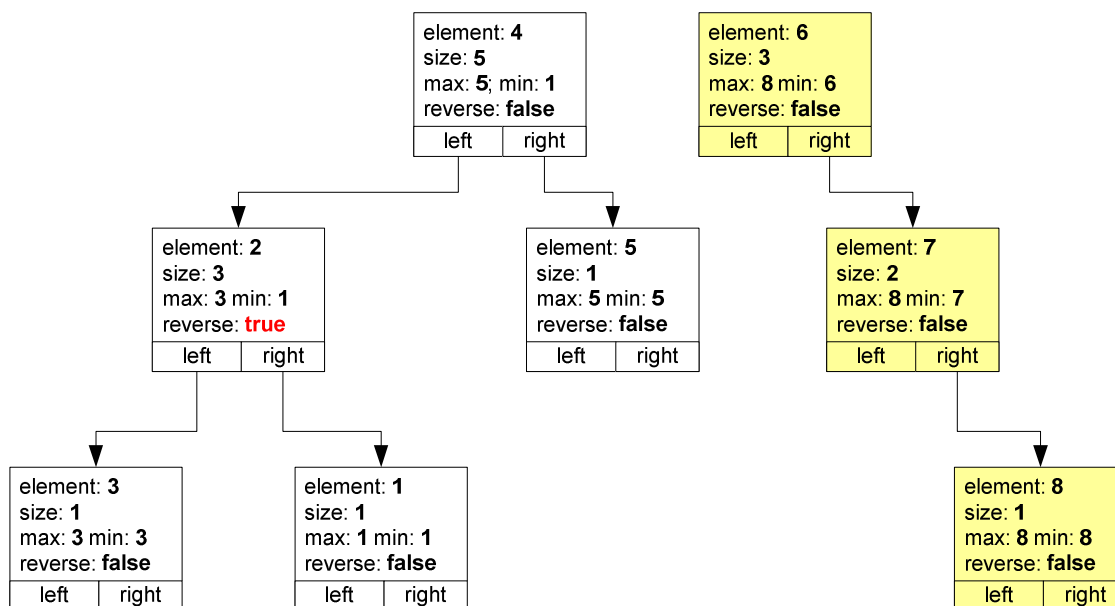 element: 4
size: 5
max: 5; min: 1
reverse: false
left right
element: 6
size: 3
max: 8 min: 6
reverse: false
left right
element: 2
size: 3
max: 3 min: 1
reverse: true
left right
element: 5
size: 1
max: 5 min: 5
reverse: false
left right
element: 7
size: 2
max: 8 min: 7
reverse: false
left right
element: 3
size: 1
max: 3 min: 3
reverse: false
left right
element: 1
size: 1
max: 1 min: 1
reverse: false
left right
element: 8
size: 1
max: 8 min: 8
reverse: false
left right